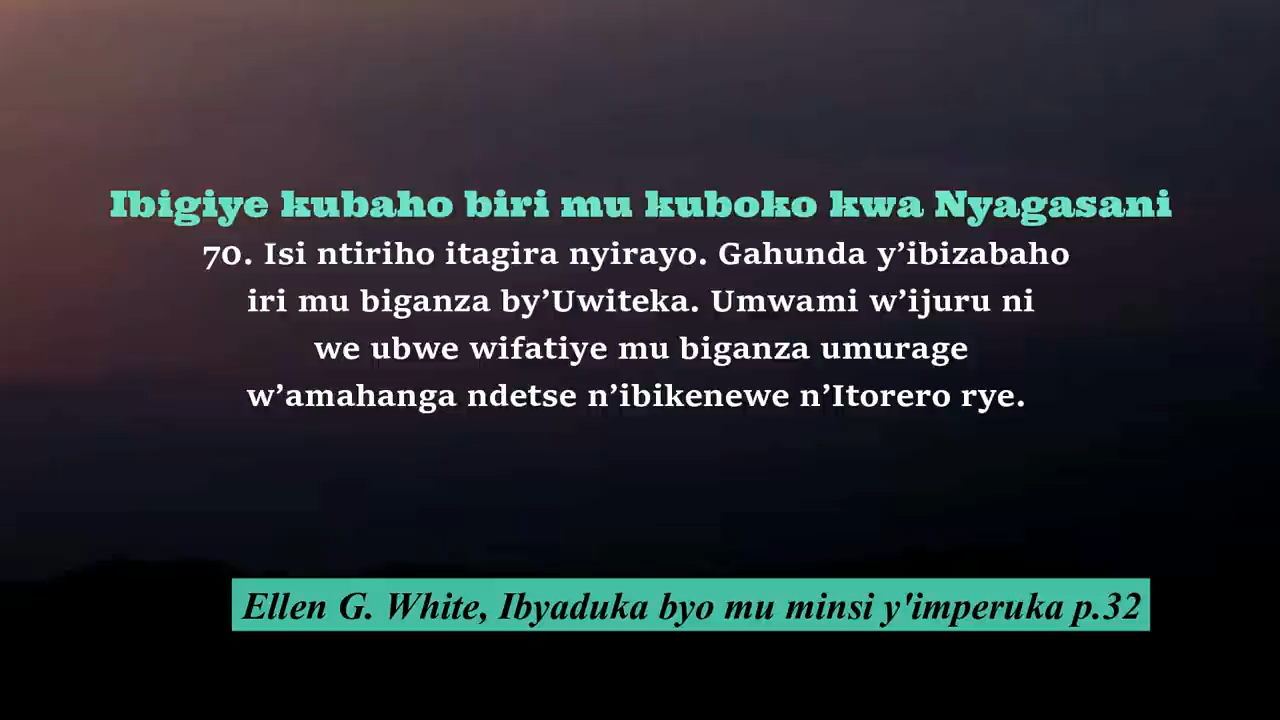 Ibigiye kubaho biri mu kuboko kwa Nyagasani
70. Isi ntiriho itagira nyirayo. Gahunda y’ibizabaho
iri mu biganza by’Uwiteka. Umwami w’ijuru ni
we ubwe wifatiye mu biganza umurage
w’amahanga ndetse n’ibikenewe n’Itorero rye.
Ellen G. White, Ibyaduka byo mu minsi y'imperuka p.32